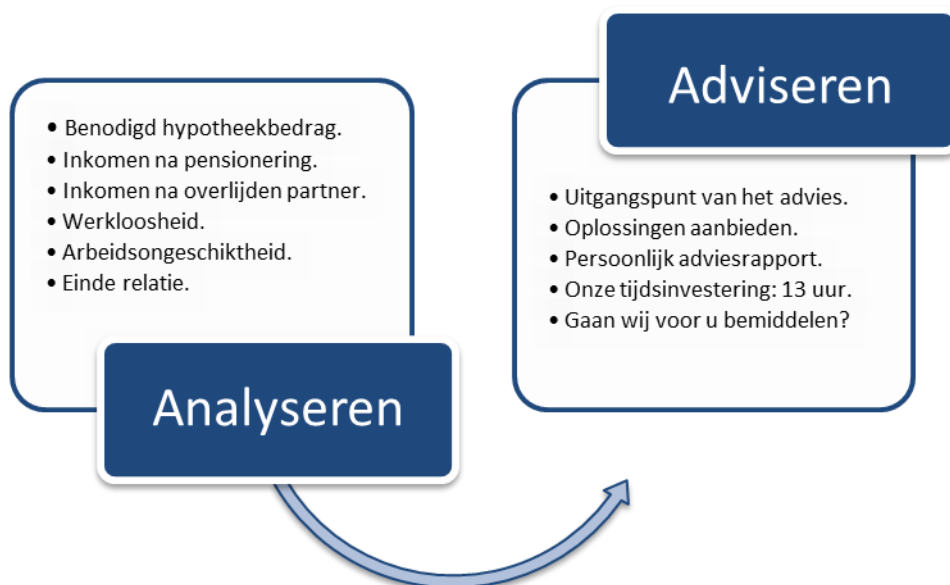 • Benodigd hypotheekbedrag.
• Inkomen na pensionering.
• Inkomen na overlijden partner.
• Werkloosheid.
• Arbeidsongeschiktheid.
• Einde relatie.
Analyseren
Adviseren
• Uitgangspunt van het advies.
• Oplossingen aanbieden.
• Persoonlijk adviesrapport.
• Onze tijdsinvestering: 13 uur.
• Gaan wij voor u bemiddelen?